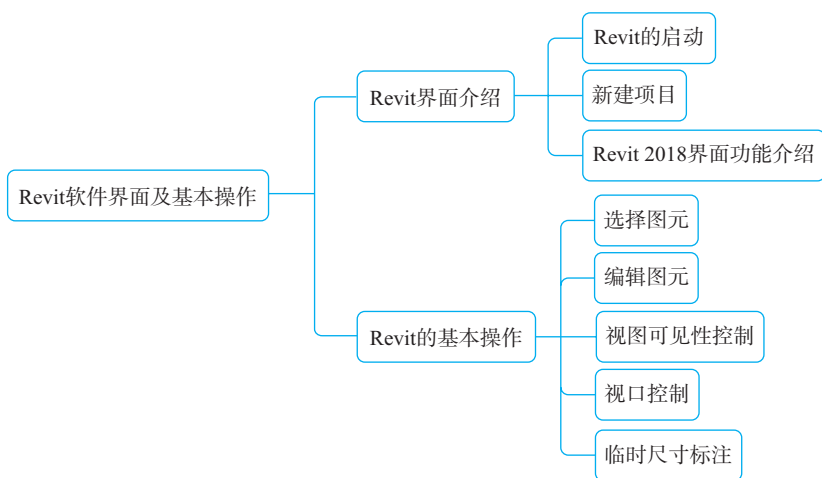 Revit软件界面及基本操作
Revit界面介绍
Revit的启动
新建项目
Revit 2018界面功能介绍
Revit的基本操作
选择图元
编辑图元
视图可见性控制
视口控制
临时尺寸标注